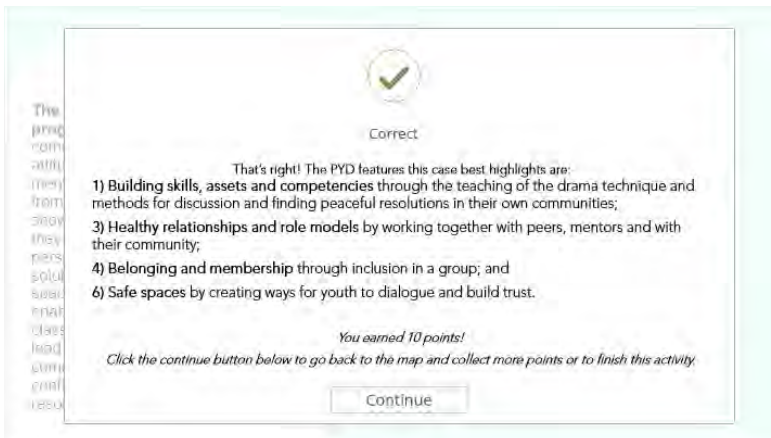 Correct
That's right! The PYD features this case best highlights are:
1) Building skills, assets and competencies through the teaching of the drama technique and
methods for discussion and finding peaceful resolutions in their own communities;
3) Healthy relationships and role models by working together with peers, mentors and with
their community;
4) Belonging and membership through inclusion in a group; and
6) Safe spaces by creating ways for youth to dialogue and build trust.
You earned 10 points!
Click the continue button below to go back to the map and collect more points or to finish this activity.
Continue
The